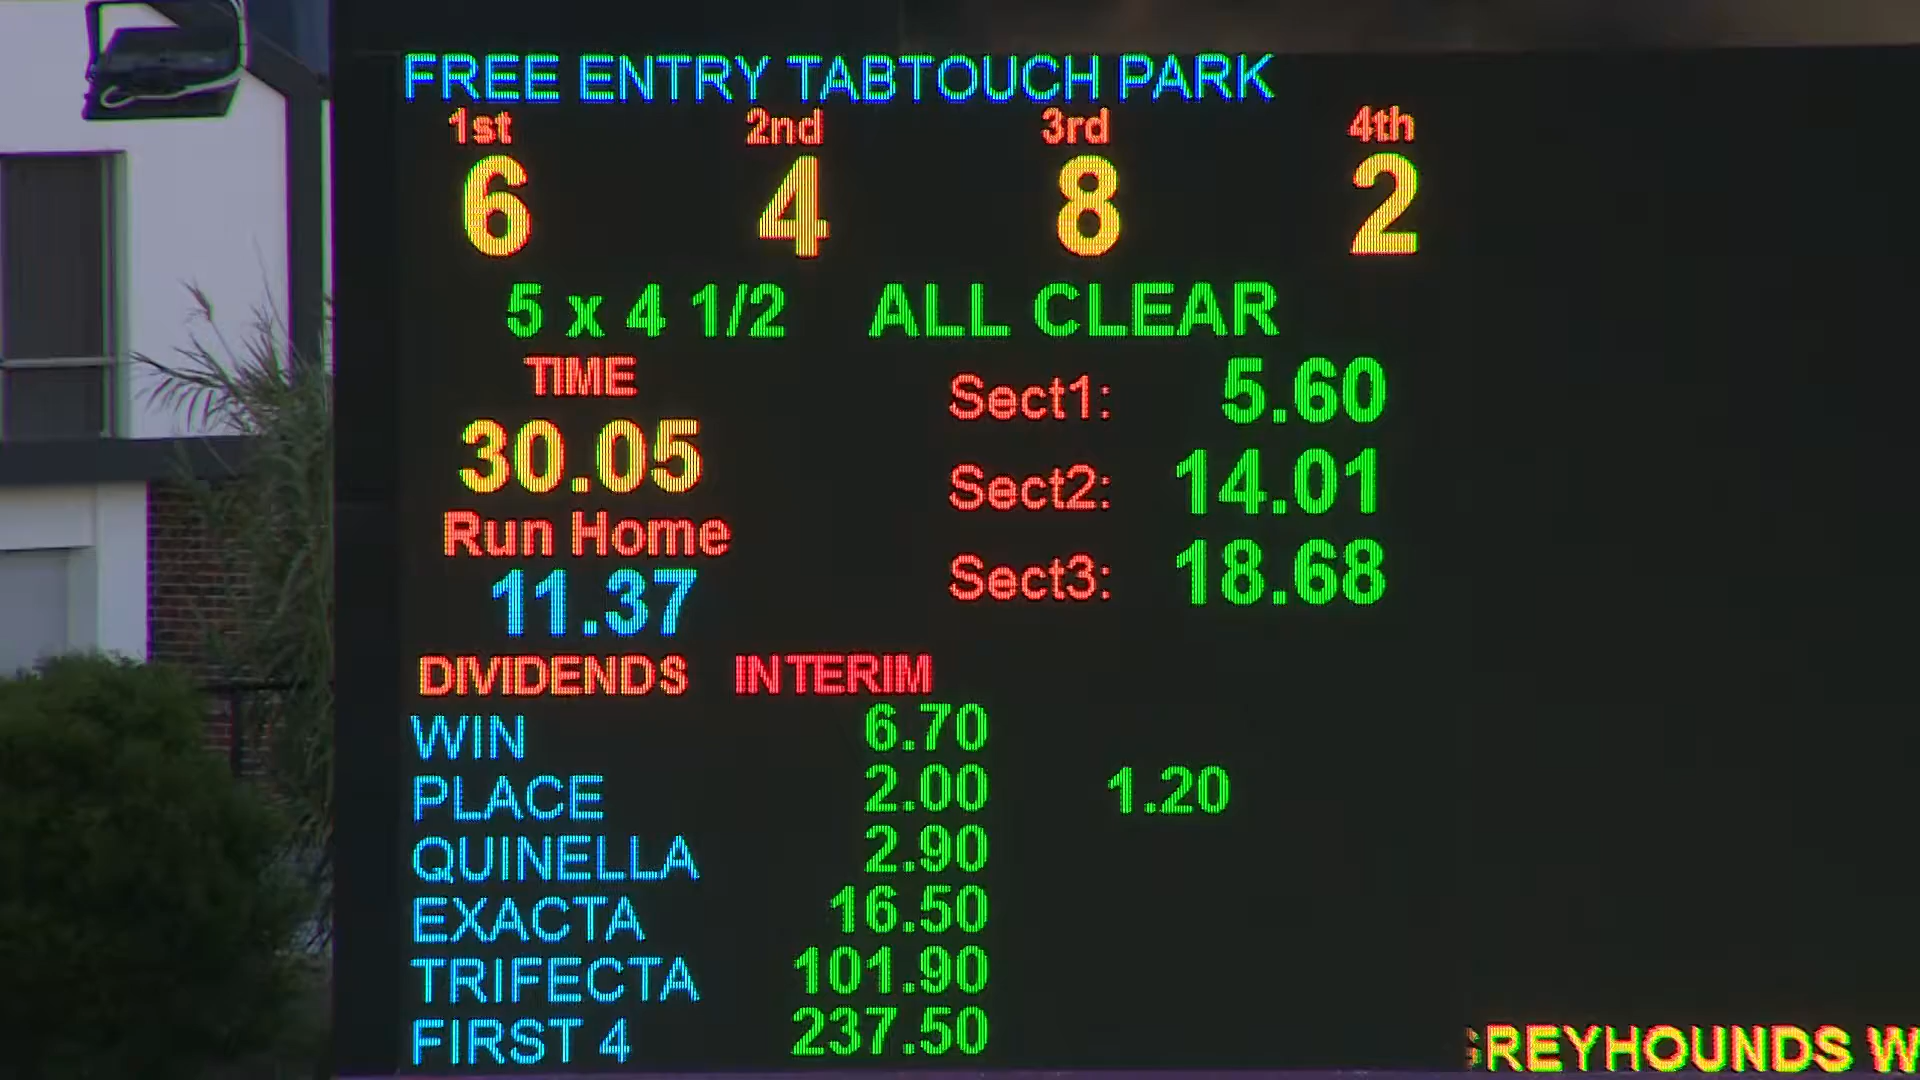 FREE ENTRY TABTOUCH PARK
1st 2nd 3rd 4th
6 4 8 2
5 x 4 1/2 ALL CLEAR
TIME
30.05
Run Home
11.37
Sect1: 5.60
Sect2: 14.01
Sect3: 18.68
DIVIDENDS INTERIM
WIN 6.70
PLACE 2.00 1.20
QUINELLA 2.90
EXACTA 16.50
TRIFECTA 101.90
FIRST 4 237.50
GREYHOUNDS W